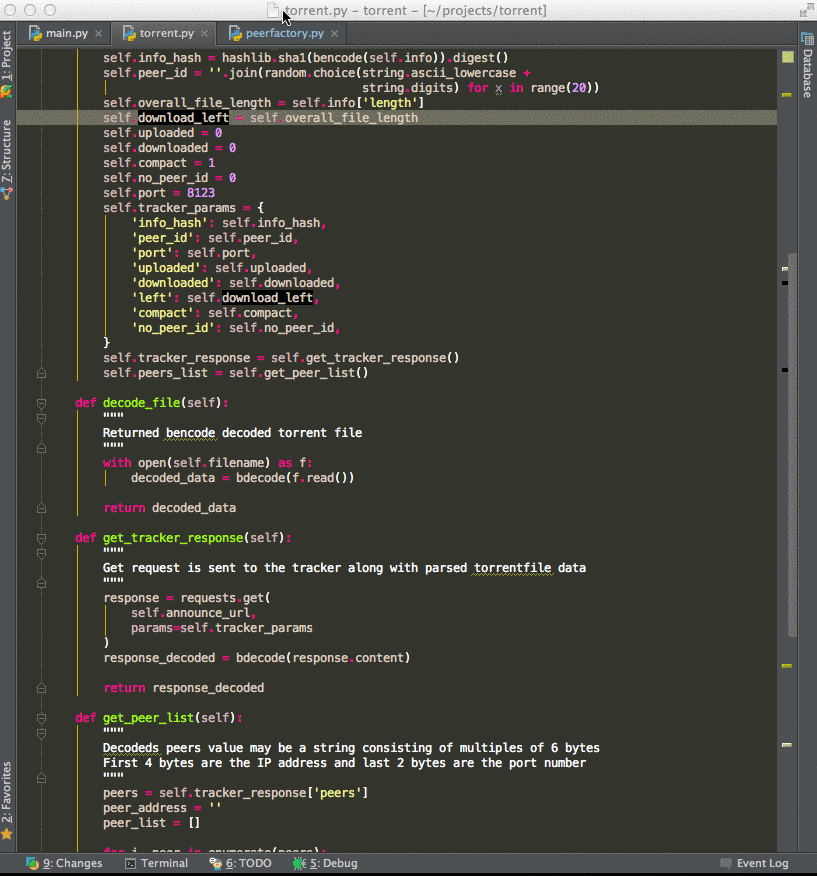 torrent.py – torrent – [~/projects/torrent]
main.py × torrent.py × peerfactory.py ×
1: Project
Z: Structure
2: Favorites
Database
self.info_hash = hashlib.sha1(bencode(self.info)).digest()
self.peer_id = ''.join(random.choice(string.ascii_lowercase +
string.digits) for x in range(20))
self.overall_file_length = self.info['length']
self.download_left = self.overall_file_length
self.uploaded = 0
self.downloaded = 0
self.compact = 1
self.no_peer_id = 0
self.port = 8123
self.tracker_params = {
'info_hash': self.info_hash,
'peer_id': self.peer_id,
'port': self.port,
'uploaded': self.uploaded,
'downloaded': self.downloaded,
'left': self.download_left,
'compact': self.compact,
'no_peer_id': self.no_peer_id,
}
self.tracker_response = self.get_tracker_response()
self.peers_list = self.get_peer_list()
def decode_file(self):
"""
Returned bencode decoded torrent file
"""
with open(self.filename) as f:
decoded_data = bdecode(f.read())
return decoded_data
def get_tracker_response(self):
"""
Get request is sent to the tracker along with parsed torrentfile data
"""
response = requests.get(
self.announce_url,
params=self.tracker_params
)
response_decoded = bdecode(response.content)
return response_decoded
def get_peer_list(self):
"""
Decodeds peers value may be a string consisting of multiples of 6 bytes
First 4 bytes are the IP address and last 2 bytes are the port number
"""
peers = self.tracker_response['peers']
peer_address = ''
peer_list = []
9: Changes Terminal 6: TODO 5: Debug Event Log